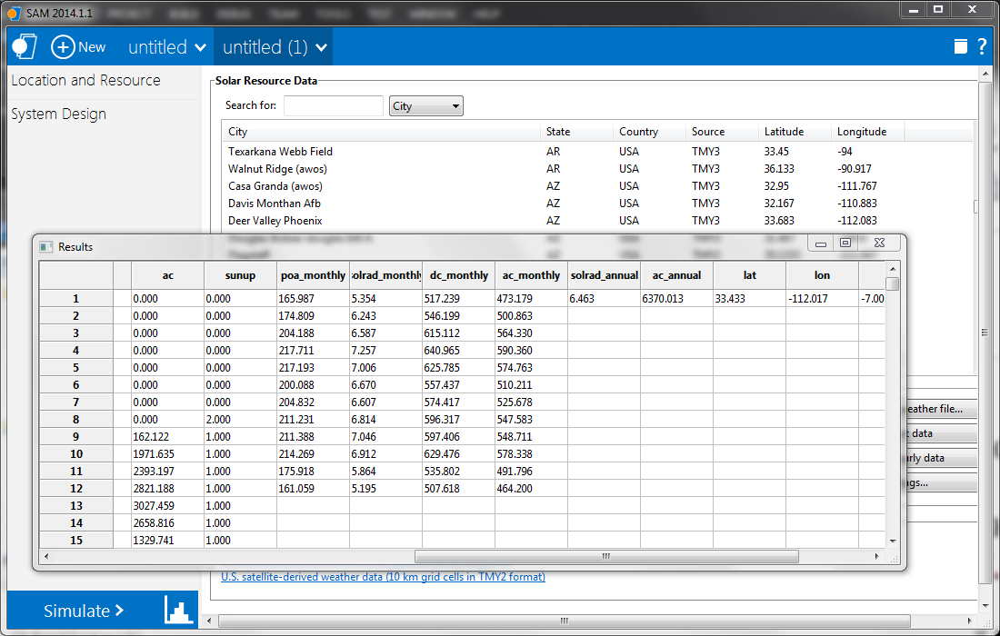 SAM 2014.1.1
New untitled untitled (1) ?
Location and Resource
System Design
Solar Resource Data
Search for: City
City State Country Source Latitude Longitude
Texarkana Webb Field AR USA TMY3 33.45 -94
Walnut Ridge (awos) AR USA TMY3 36.133 -90.917
Casa Granda (awos) AZ USA TMY3 32.95 -111.767
Davis Monthan Afb AZ USA TMY3 32.167 -110.883
Deer Valley Phoenix AZ USA TMY3 33.683 -112.083
Results
ac sunup poa_monthly solrad_monthly dc_monthly ac_monthly solrad_annual ac_annual lat lon
1 0.000 0.000 165.987 5.354 517.239 473.179 6.463 6370.013 33.433 -112.017 -7.00
2 0.000 0.000 174.809 6.243 546.199 500.863
3 0.000 0.000 204.188 6.587 615.112 564.330
4 0.000 0.000 217.711 7.257 640.965 590.360
5 0.000 0.000 217.193 7.006 625.785 574.763
6 0.000 0.000 200.088 6.670 557.437 510.211
7 0.000 0.000 204.832 6.607 574.417 525.678
8 0.000 2.000 211.231 6.814 596.317 547.583
9 162.122 1.000 211.388 7.046 597.406 548.711
10 1971.635 1.000 214.269 6.912 629.476 578.338
11 2393.197 1.000 175.918 5.864 535.802 491.796
12 2821.188 1.000 161.059 5.195 507.618 464.200
13 3027.459 1.000
14 2658.816 1.000
15 1329.741 1.000
eather file...
t data
rly data
gs...
U.S. satellite-derived weather data (10 km grid cells in TMY2 format)
Simulate >